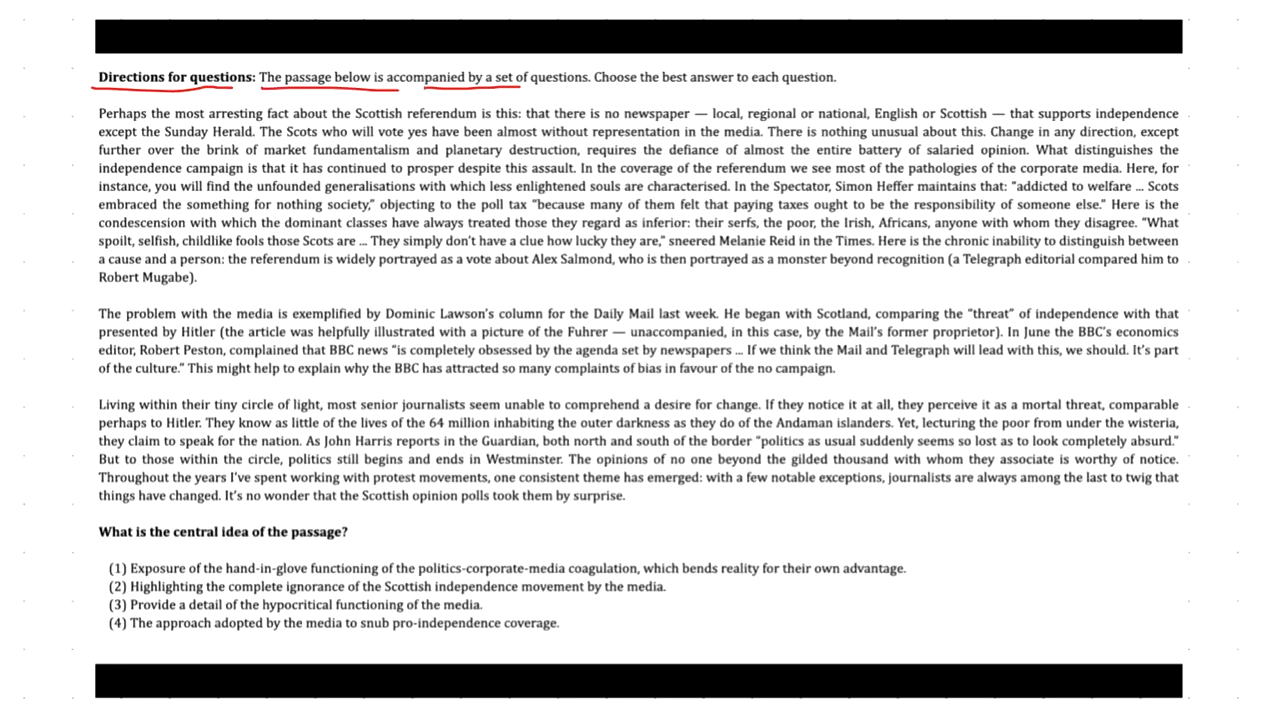 Directions for questions: The passage below is accompanied by a set of questions. Choose the best answer to each question.
Perhaps the most arresting fact about the Scottish referendum is this: that there is no newspaper — local, regional or national, English or Scottish — that supports independence
except the Sunday Herald. The Scots who will vote yes have been almost without representation in the media. There is nothing unusual about this. Change in any direction, except
further over the brink of market fundamentalism and planetary destruction, requires the defiance of almost the entire battery of salaried opinion. What distinguishes the
independence campaign is that it has continued to prosper despite this assault. In the coverage of the referendum we see most of the pathologies of the corporate media. Here, for
instance, you will find the unfounded generalisations with which less enlightened souls are characterised. In the Spectator, Simon Heffer maintains that: "addicted to welfare ... Scots
embraced the something for nothing society," objecting to the poll tax "because many of them felt that paying taxes ought to be the responsibility of someone else." Here is the
condescension with which the dominant classes have always treated those they regard as inferior: their serfs, the poor, the Irish, Africans, anyone with whom they disagree. "What
spoilt, selfish, childlike fools those Scots are ... They simply don't have a clue how lucky they are," sneered Melanie Reid in the Times. Here is the chronic inability to distinguish between
a cause and a person: the referendum is widely portrayed as a vote about Alex Salmond, who is then portrayed as a monster beyond recognition (a Telegraph editorial compared him to
Robert Mugabe).
The problem with the media is exemplified by Dominic Lawson's column for the Daily Mail last week. He began with Scotland, comparing the "threat" of independence with that
presented by Hitler (the article was helpfully illustrated with a picture of the Fuhrer — unaccompanied, in this case, by the Mail's former proprietor). In June the BBC's economics
editor, Robert Peston, complained that BBC news "is completely obsessed by the agenda set by newspapers ... If we think the Mail and Telegraph will lead with this, we should. It's part
of the culture." This might help to explain why the BBC has attracted so many complaints of bias in favour of the no campaign.
Living within their tiny circle of light, most senior journalists seem unable to comprehend a desire for change. If they notice it at all, they perceive it as a mortal threat, comparable
perhaps to Hitler. They know as little of the lives of the 64 million inhabiting the outer darkness as they do of the Andaman islanders. Yet, lecturing the poor from under the wisteria,
they claim to speak for the nation. As John Harris reports in the Guardian, both north and south of the border "politics as usual suddenly seems so lost as to look completely absurd."
But to those within the circle, politics still begins and ends in Westminster. The opinions of no one beyond the gilded thousand with whom they associate is worthy of notice.
Throughout the years I've spent working with protest movements, one consistent theme has emerged: with a few notable exceptions, journalists are always among the last to twig that
things have changed. It's no wonder that the Scottish opinion polls took them by surprise.
What is the central idea of the passage?
(1) Exposure of the hand-in-glove functioning of the politics-corporate-media coagulation, which bends reality for their own advantage.
(2) Highlighting the complete ignorance of the Scottish independence movement by the media.
(3) Provide a detail of the hypocritical functioning of the media.
(4) The approach adopted by the media to snub pro-independence coverage.